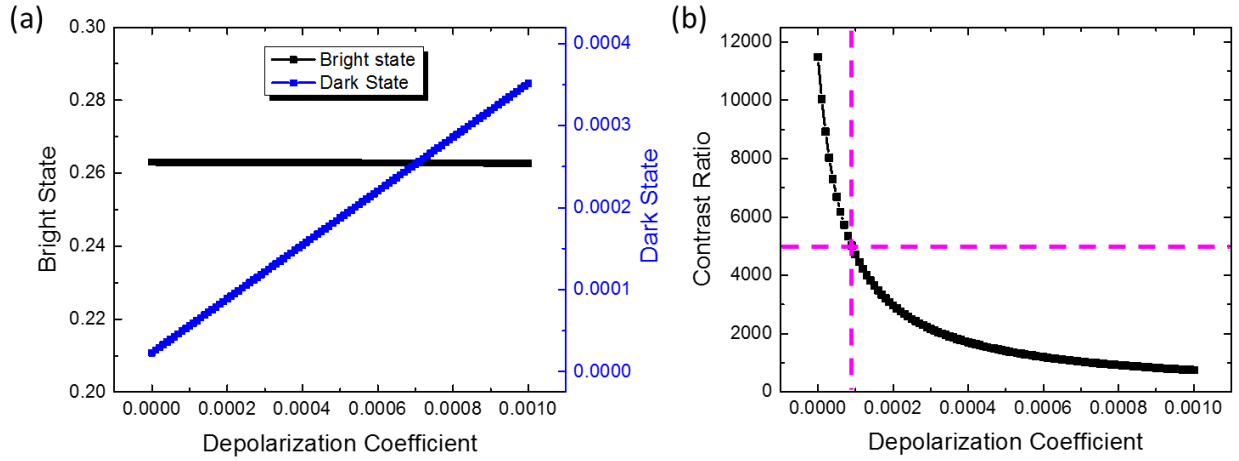 (a)
0.30
0.28
0.26
0.24
0.22
0.20
Bright State
Bright state
Dark State
0.0004
0.0003
0.0002
0.0001
0.0000
Dark State
0.0000 0.0002 0.0004 0.0006 0.0008 0.0010
Depolarization Coefficient
(b)
12000
10000
8000
6000
4000
2000
0
Contrast Ratio
0.0000 0.0002 0.0004 0.0006 0.0008 0.0010
Depolarization Coefficient